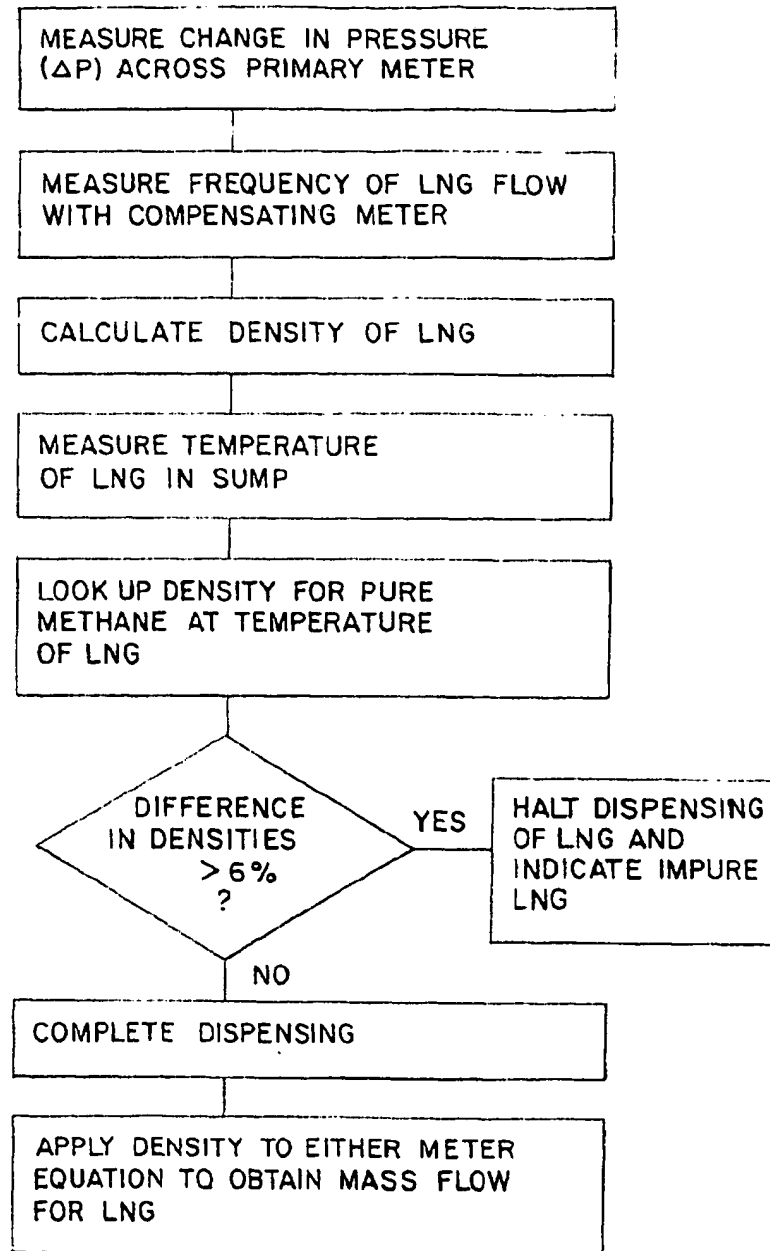 MEASURE CHANGE IN PRESSURE
(ΔP) ACROSS PRIMARY METER
MEASURE FREQUENCY OF LNG FLOW
WITH COMPENSATING METER
CALCULATE DENSITY OF LNG
MEASURE TEMPERATURE
OF LNG IN SUMP
LOOK UP DENSITY FOR PURE
METHANE AT TEMPERATURE
OF LNG
DIFFERENCE
IN DENSITIES
>6%
?
YES
HALT DISPENSING
OF LNG AND
INDICATE IMPURE
LNG
NO
COMPLETE DISPENSING
APPLY DENSITY TO EITHER METER
EQUATION TO OBTAIN MASS FLOW
FOR LNG